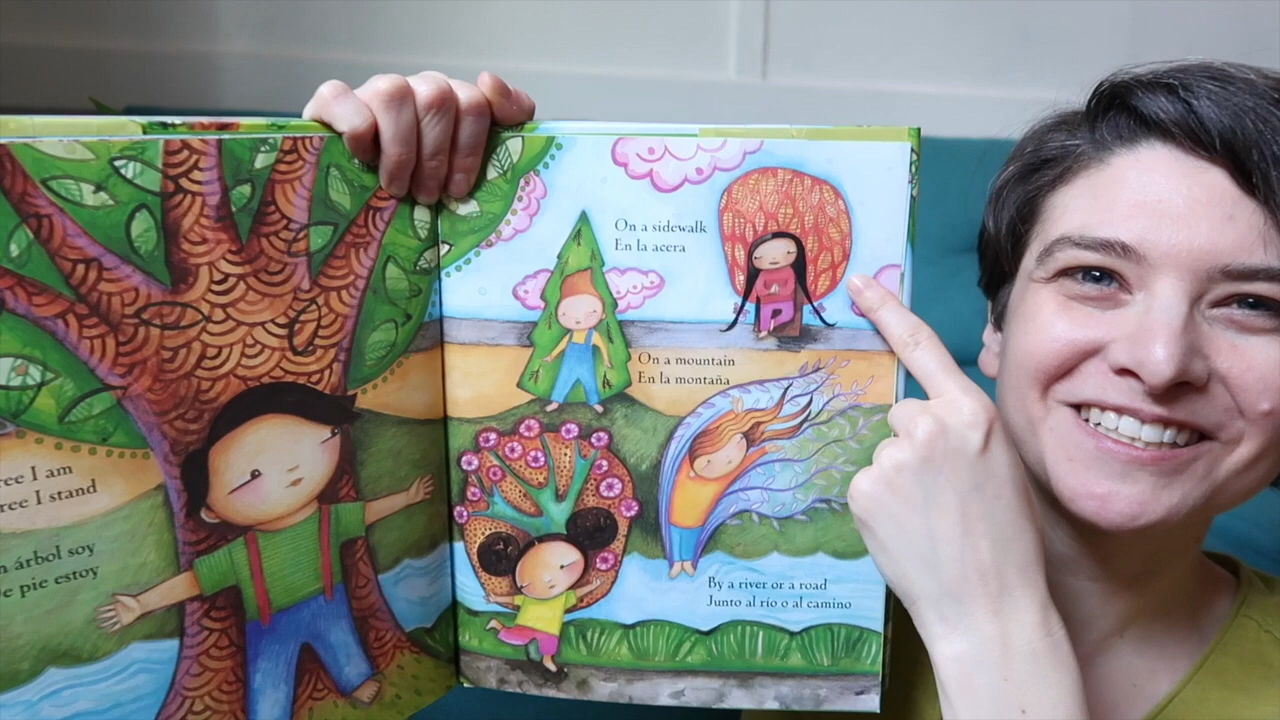 ree I am
ree I stand
n árbol soy
e pie estoy
On a sidewalk
En la acera
On a mountain
En la montaña
By a river or a road
Junto al río o al camino